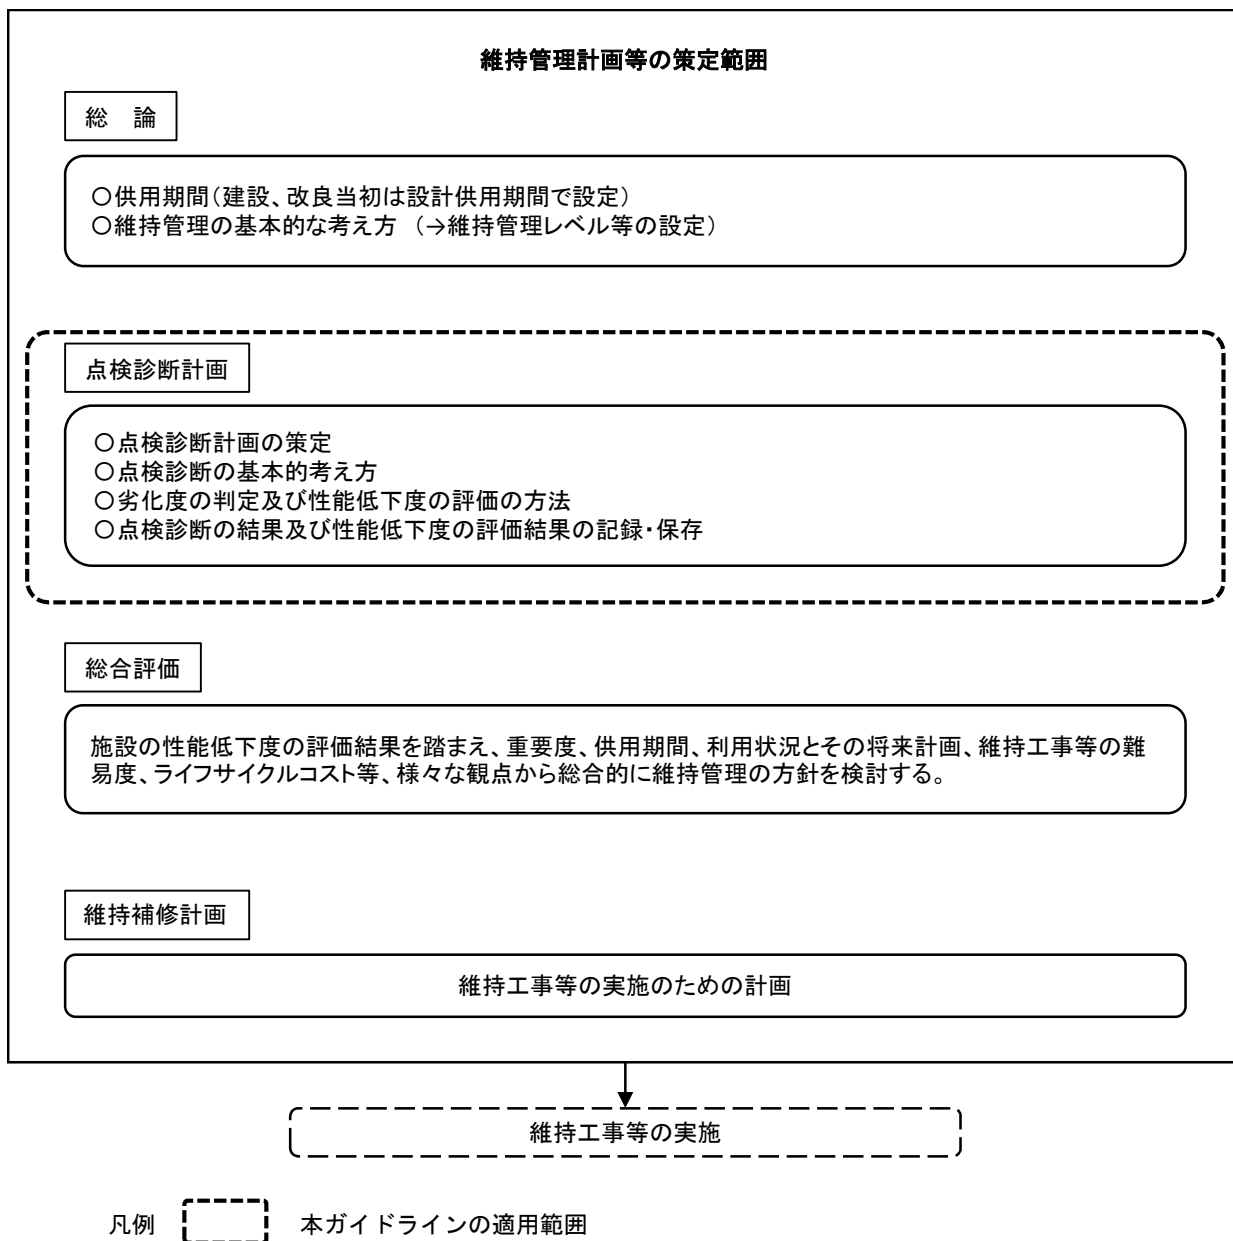 維持管理計画等の策定範囲
総　論
〇供用期間(建設、改良当初は設計供用期間で設定)
〇維持管理の基本的な考え方　(→維持管理レベル等の設定)
点検診断計画
〇点検診断計画の策定
〇点検診断の基本的考え方
〇劣化度の判定及び性能低下度の評価の方法
〇点検診断の結果及び性能低下度の評価結果の記録・保存
総合評価
施設の性能低下度の評価結果を踏まえ、重要度、供用期間、利用状況とその将来計画、維持工事等の難
易度、ライフサイクルコスト等、様々な観点から総合的に維持管理の方針を検討する。
維持補修計画
維持工事等の実施のための計画
維持工事等の実施
凡例　本ガイドラインの適用範囲